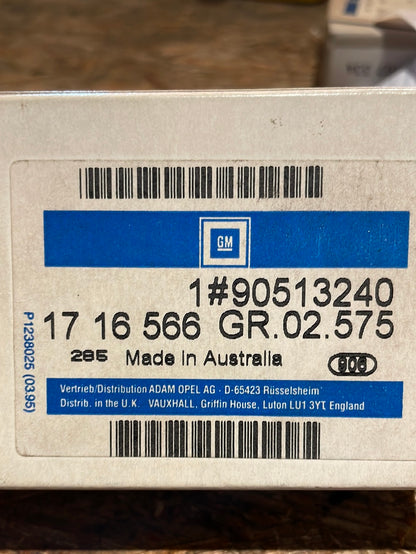 GM
1#90513240
17 16 566 GR.02.575
285 Made in Australia 906
Vertrieb/Distribution ADAM OPEL AG · D-65423 Rüsselsheim
Distrib. in the U.K. VAUXHALL, Griffin House, Luton LU1 3YT, England
P1238025 (03.95)